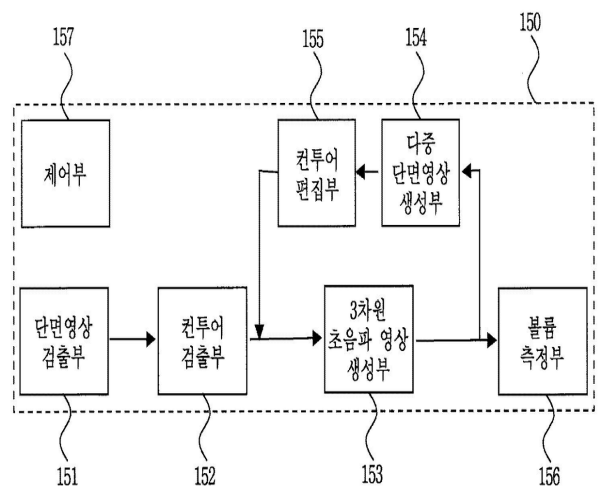 157
155
154
150
제어부
컨투어
편집부
다중
단면영상
생성부
단면영상
검출부
컨투어
검출부
3차원
초음파 영상
생성부
볼륨
측정부
151
152
153
156